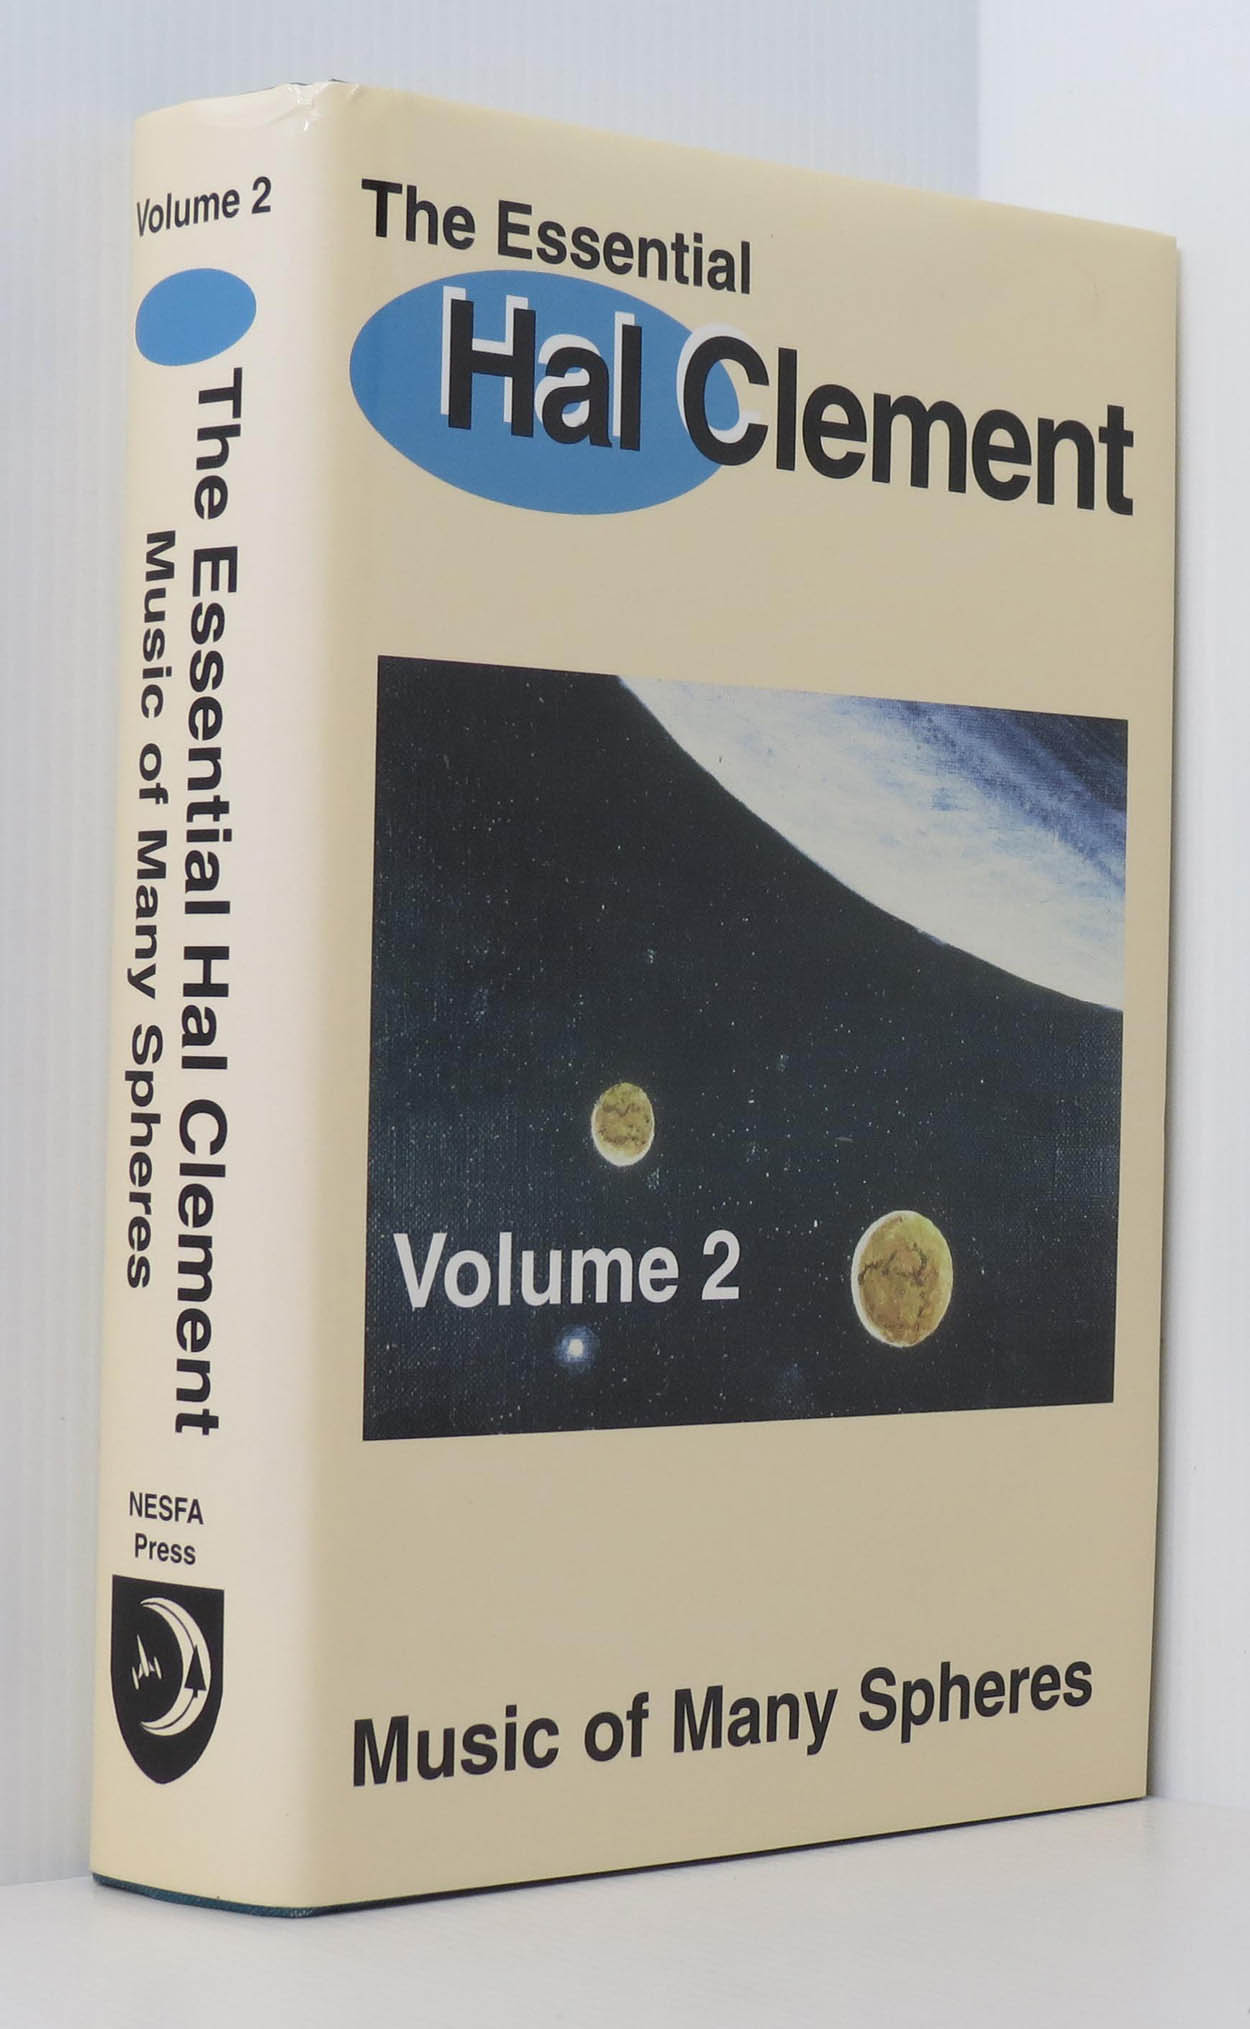 Volume 2
The Essential Hal Clement
Music of Many Spheres
NESFA
Press
The Essential
Hal Clement
Volume 2
Music of Many Spheres